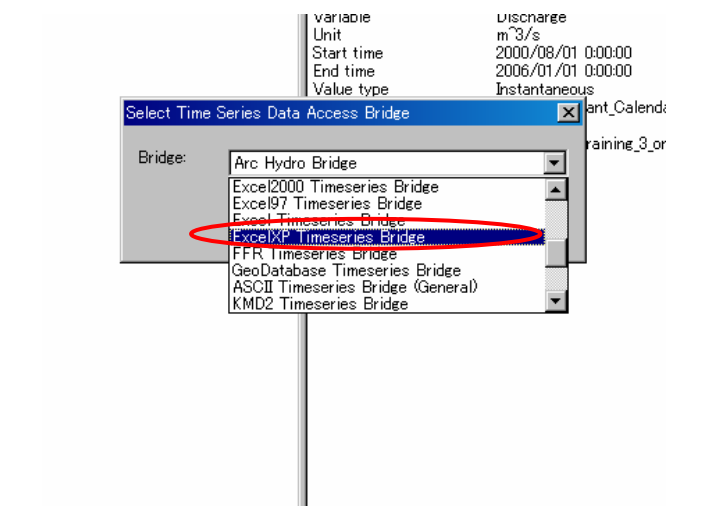 Variable Discharge
Unit m^3/s
Start time 2000/08/01 0:00:00
End time 2006/01/01 0:00:00
Value type Instantaneous
Select Time Series Data Access Bridge
ant_Calenda
raining_3_or
Bridge: Arc Hydro Bridge
Excel2000 Timeseries Bridge
Excel97 Timeseries Bridge
Excel Timeseries Bridge
ExcelXP Timeseries Bridge
FFR Timeseries Bridge
GeoDatabase Timeseries Bridge
ASCII Timeseries Bridge (General)
KMD2 Timeseries Bridge